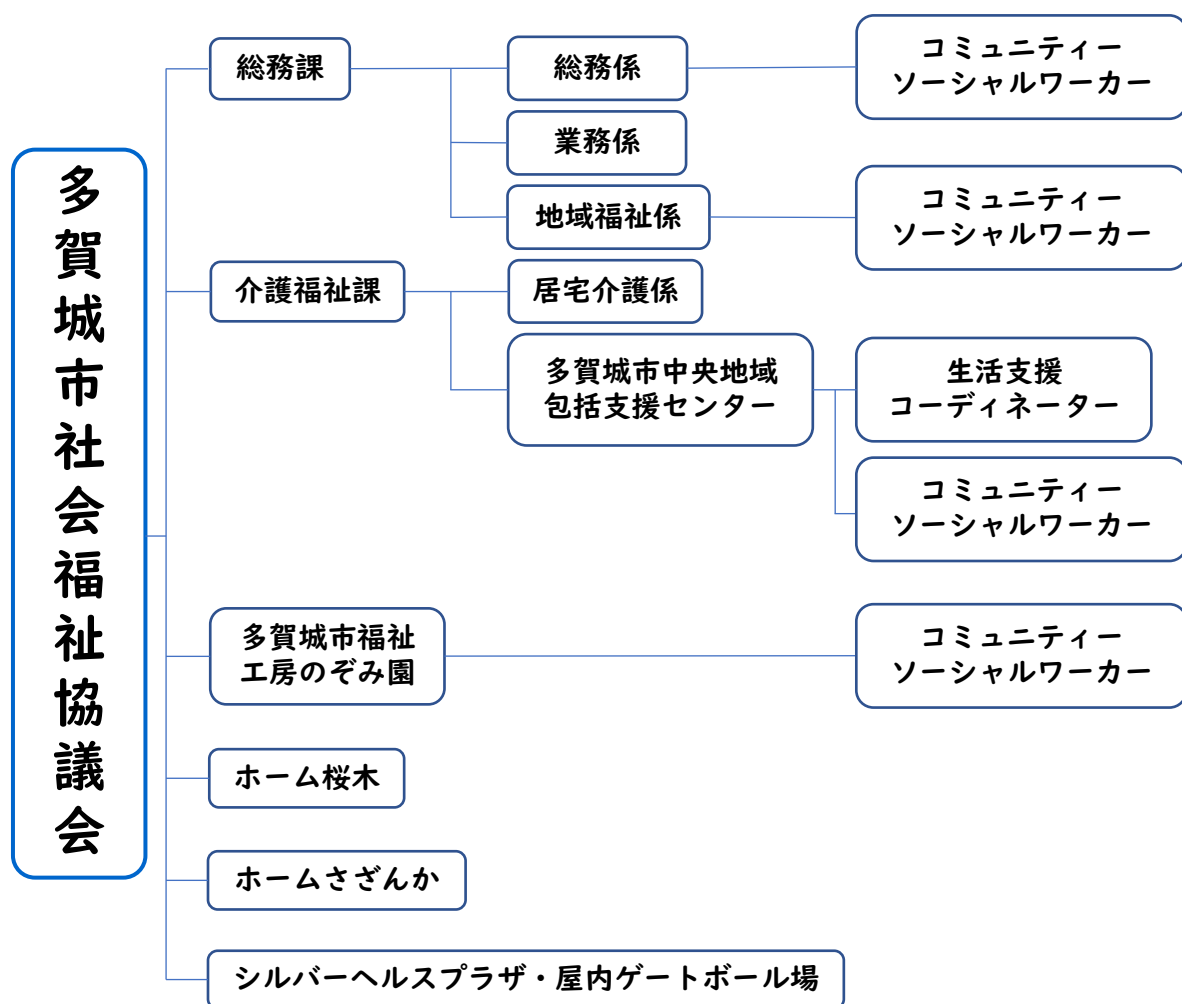 多賀城市社会福祉協議会
総務課
総務係
コミュニティー
ソーシャルワーカー
業務係
地域福祉係
コミュニティー
ソーシャルワーカー
介護福祉課
居宅介護係
多賀城市中央地域
包括支援センター
生活支援
コーディネーター
コミュニティー
ソーシャルワーカー
多賀城市福祉
工房のぞみ園
コミュニティー
ソーシャルワーカー
ホーム桜木
ホームさざんか
シルバーヘルスプラザ・屋内ゲートボール場